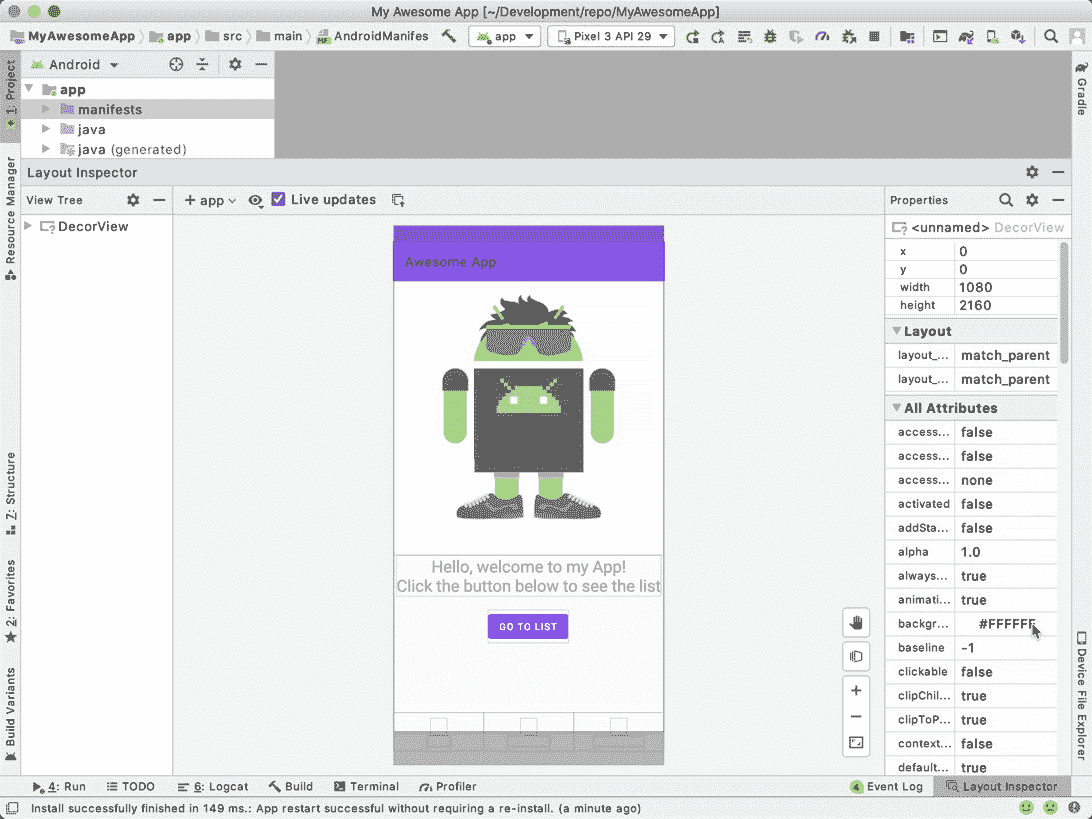 My Awesome App [~/Development/repo/MyAwesomeApp]
MyAwesomeApp app src main AndroidManifes app Pixel 3 API 29
1: Project
Resource Manager
Z: Structure
2: Favorites
Build Variants
Android
app
manifests
java
java (generated)
Gradle
Device File Explorer
Layout Inspector
View Tree
DecorView
+ app Live updates
Awesome App
Hello, welcome to my App!
Click the button below to see the list
GO TO LIST
Properties
<unnamed> DecorView
x 0
y 0
width 1080
height 2160
Layout
layout_... match_parent
layout_... match_parent
All Attributes
access... false
access... false
access... none
activated false
addSta... false
alpha 1.0
always... true
animati... true
backgr... #FFFFFF
baseline -1
clickable false
clipChil... true
clipToP... true
context... false
default... true
4: Run TODO 6: Logcat Build Terminal Profiler 4 Event Log Layout Inspector
Install successfully finished in 149 ms.: App restart successful without requiring a re-install. (a minute ago)